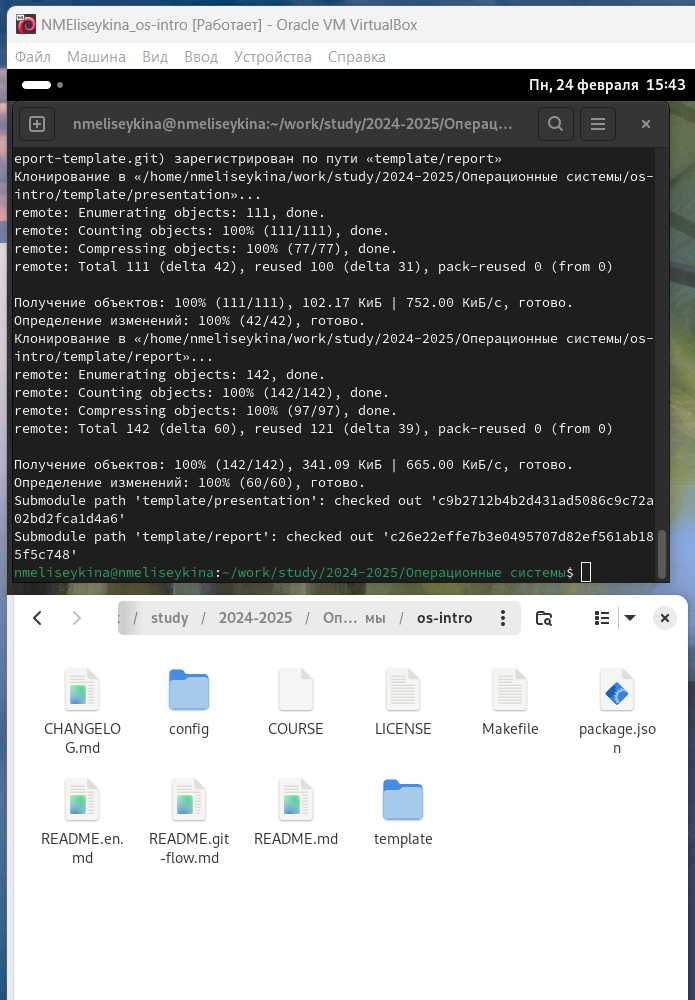 NMEliseykina_os-intro [Работает] - Oracle VM VirtualBox
Файл Машина Вид Ввод Устройства Справка
Пн, 24 февраля 15:43
nmeliseykina@nmeliseykina:~/work/study/2024-2025/Операц...
eport-template.git) зарегистрирован по пути «template/report»
Клонирование в «/home/nmeliseykina/work/study/2024-2025/Операционные системы/os-
intro/template/presentation»...
remote: Enumerating objects: 111, done.
remote: Counting objects: 100% (111/111), done.
remote: Compressing objects: 100% (77/77), done.
remote: Total 111 (delta 42), reused 100 (delta 31), pack-reused 0 (from 0)
Получение объектов: 100% (111/111), 102.17 КиБ | 752.00 КиБ/с, готово.
Определение изменений: 100% (42/42), готово.
Клонирование в «/home/nmeliseykina/work/study/2024-2025/Операционные системы/os-
intro/template/report»...
remote: Enumerating objects: 142, done.
remote: Counting objects: 100% (142/142), done.
remote: Compressing objects: 100% (97/97), done.
remote: Total 142 (delta 60), reused 121 (delta 39), pack-reused 0 (from 0)
Получение объектов: 100% (142/142), 341.09 КиБ | 665.00 КиБ/с, готово.
Определение изменений: 100% (60/60), готово.
Submodule path 'template/presentation': checked out 'c9b2712b4b2d431ad5086c9c72a
02bd2fca1d4a6'
Submodule path 'template/report': checked out 'c26e22effe7b3e0495707d82ef561ab18
5f5c748'
nmeliseykina@nmeliseykina:~/work/study/2024-2025/Операционные системы$
/ study / 2024-2025 / Оп... мы / os-intro
CHANGELO
G.md
config
COURSE
LICENSE
Makefile
package.jso
n
README.en.
md
README.git
-flow.md
README.md
template